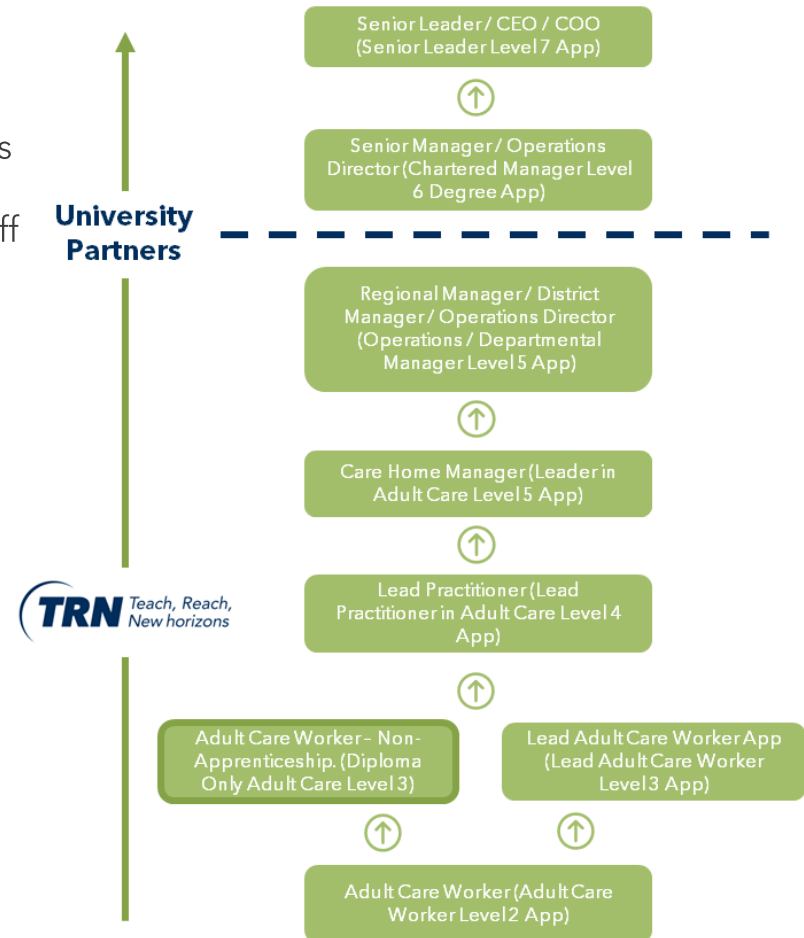 Senior Leader / CEO / COO
(Senior Leader Level 7 App)
s
Senior Manager / Operations
Director (Chartered Manager Level
6 Degree App)
ff
University
Partners
Regional Manager / District
Manager / Operations Director
(Operations / Departmental
Manager Level 5 App)
Care Home Manager (Leader in
Adult Care Level 5 App)
TRN Teach, Reach,
New horizons
Lead Practitioner (Lead
Practitioner in Adult Care Level 4
App)
Adult Care Worker – Non-
Apprenticeship. (Diploma
Only Adult Care Level 3)
Lead Adult Care Worker App
(Lead Adult Care Worker
Level 3 App)
Adult Care Worker (Adult Care
Worker Level 2 App)